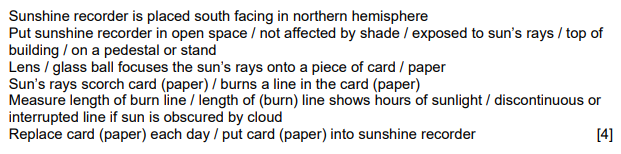 Sunshine recorder is placed south facing in northern hemisphere
Put sunshine recorder in open space / not affected by shade / exposed to sun's rays / top of
building / on a pedestal or stand
Lens / glass ball focuses the sun's rays onto a piece of card / paper
Sun's rays scorch card (paper) / burns a line in the card (paper)
Measure length of burn line / length of (burn) line shows hours of sunlight / discontinuous or
interrupted line if sun is obscured by cloud
Replace card (paper) each day / put card (paper) into sunshine recorder [4]